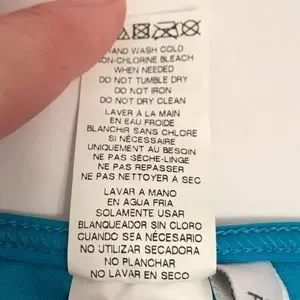 HAND WASH COLD
NON-CHLORINE BLEACH
WHEN NEEDED
DO NOT TUMBLE DRY
DO NOT IRON
DO NOT DRY CLEAN
LAVER A LA MAIN
EN EAU FROIDE
BLANCHIR SANS CHLORE
SI NÉCESSAIRE
UNIQUEMENT AU BESOIN
NE PAS SÈCHE-LINGE
NE PAS REPASSER
NE PAS NETTOYER A SEC
LAVAR A MANO
EN AGUA FRIA
SOLAMENTE USAR
BLANQUEADOR SIN CLORO
CUANDO SEA NÉCESARIO
NO UTILIZAR SECADORA
NO PLANCHAR
NO LAVAR EN SECO